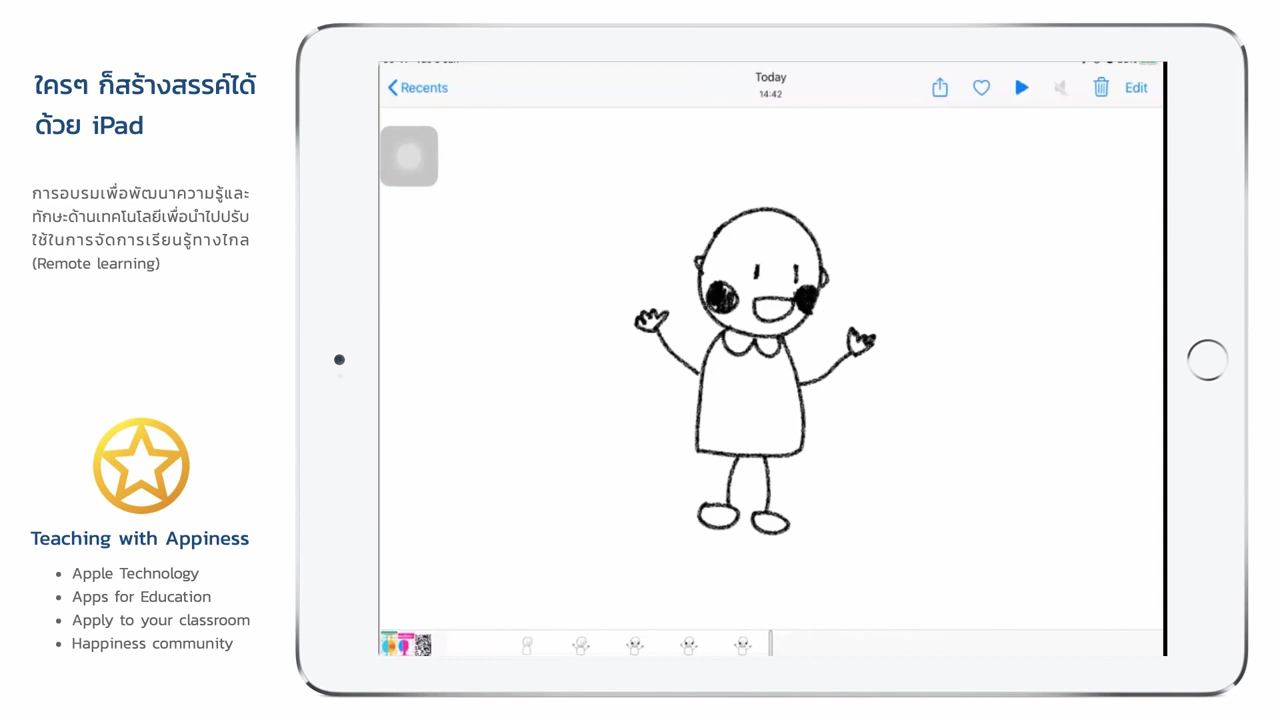 ใครๆ ก็สร้างสรรค์ได้
ด้วย iPad
การอบรมเพื่อพัฒนาความรู้และ
ทักษะด้านเทคโนโลยีเพื่อนำไปปรับ
ใช้ในการจัดการเรียนรู้ทางไกล
(Remote learning)
Teaching with Appiness
Apple Technology
Apps for Education
Apply to your classroom
Happiness community
Recents
Today
14:42
Edit